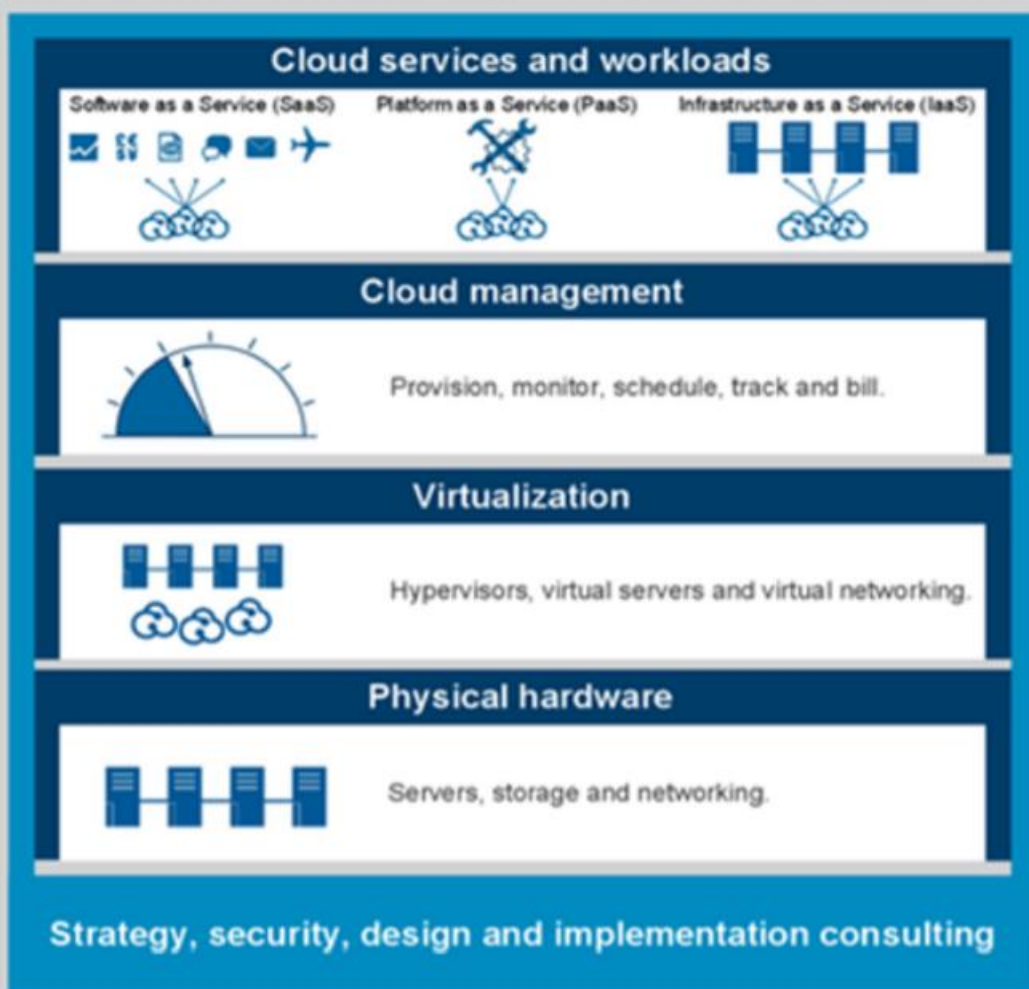 Cloud services and workloads
Software as a Service (SaaS)
Platform as a Service (PaaS)
Infrastructure as a Service (IaaS)
Cloud management
Provision, monitor, schedule, track and bill.
Virtualization
Hypervisors, virtual servers and virtual networking.
Physical hardware
Servers, storage and networking.
Strategy, security, design and implementation consulting